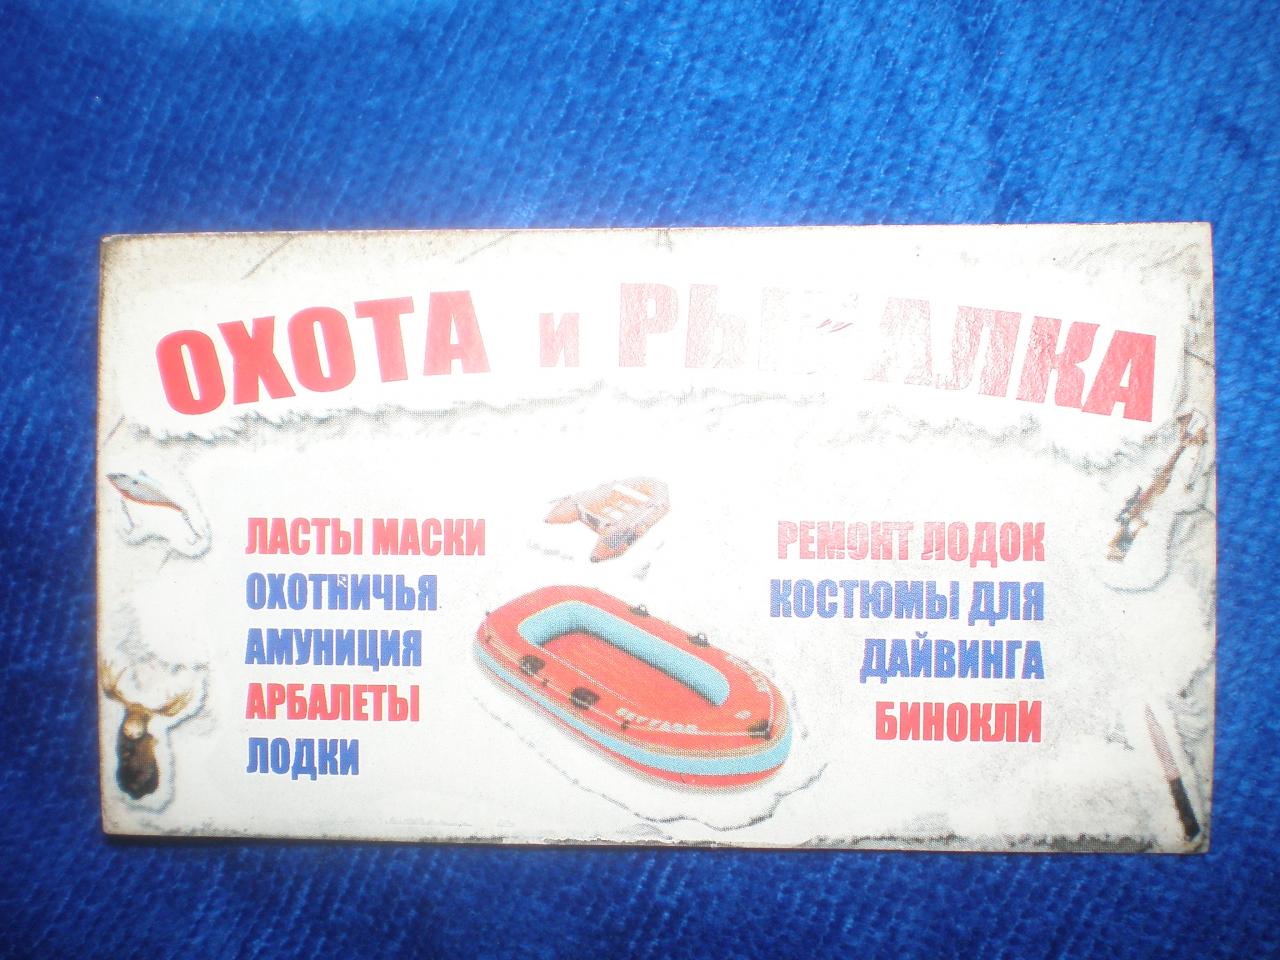 ОХОТА и РЫБАЛКА
ЛАСТЫ МАСКИ
ОХОТНИЧЬЯ
АМУНИЦИЯ
АРБАЛЕТЫ
ЛОДКИ
РЕМОНТ ЛОДОК
КОСТЮМЫ ДЛЯ
ДАЙВИНГА
БИНОКЛИ